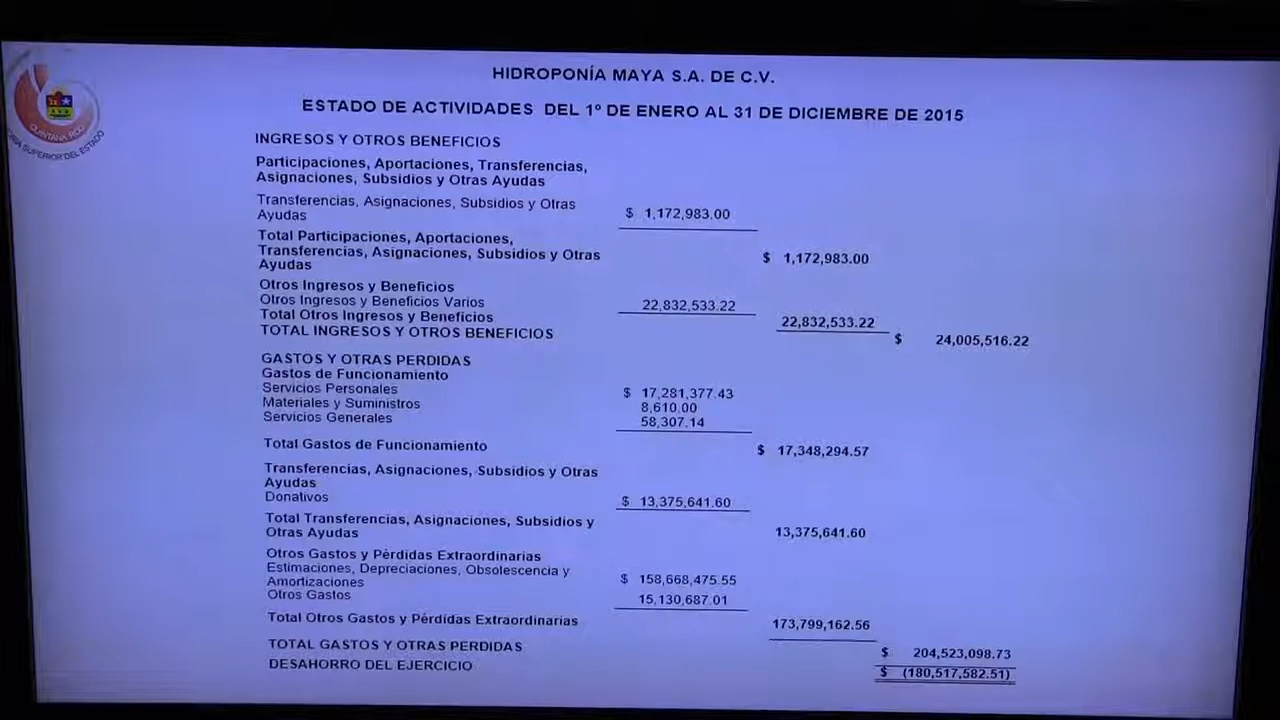 HIDROPONÍA MAYA S.A. DE C.V.
ESTADO DE ACTIVIDADES DEL 1º DE ENERO AL 31 DE DICIEMBRE DE 2015
QUINTANA ROO
SUPERIOR DEL ESTADO
INGRESOS Y OTROS BENEFICIOS
Participaciones, Aportaciones, Transferencias,
Asignaciones, Subsidios y Otras Ayudas
Transferencias, Asignaciones, Subsidios y Otras
Ayudas $ 1,172,983.00
Total Participaciones, Aportaciones,
Transferencias, Asignaciones, Subsidios y Otras
Ayudas $ 1,172,983.00
Otros Ingresos y Beneficios
Otros Ingresos y Beneficios Varios 22,832,533.22
Total Otros Ingresos y Beneficios 22,832,533.22
TOTAL INGRESOS Y OTROS BENEFICIOS $ 24,005,516.22
GASTOS Y OTRAS PERDIDAS
Gastos de Funcionamiento
Servicios Personales $ 17,281,377.43
Materiales y Suministros 8,610.00
Servicios Generales 58,307.14
Total Gastos de Funcionamiento $ 17,348,294.57
Transferencias, Asignaciones, Subsidios y Otras
Ayudas
Donativos $ 13,375,641.60
Total Transferencias, Asignaciones, Subsidios y
Otras Ayudas 13,375,641.60
Otros Gastos y Pérdidas Extraordinarias
Estimaciones, Depreciaciones, Obsolescencia y
Amortizaciones $ 158,668,475.55
Otros Gastos 15,130,687.01
Total Otros Gastos y Pérdidas Extraordinarias 173,799,162.56
TOTAL GASTOS Y OTRAS PERDIDAS $ 204,523,098.73
DESAHORRO DEL EJERCICIO $ (180,517,582.51)